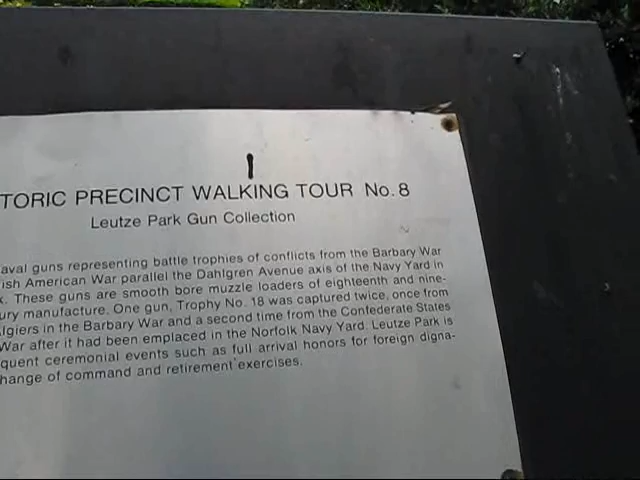 TORIC PRECINCT WALKING TOUR No. 8
Leutze Park Gun Collection
aval guns representing battle trophies of conflicts from the Barbary War
ish American War parallel the Dahlgren Avenue axis of the Navy Yard in
k. These guns are smooth bore muzzle loaders of eighteenth and nine-
ury manufacture. One gun, Trophy No. 18 was captured twice, once from
lgiers in the Barbary War and a second time from the Confederate States
War after it had been emplaced in the Norfolk Navy Yard. Leutze Park is
quent ceremonial events such as full arrival honors for foreign digna-
hange of command and retirement exercises.